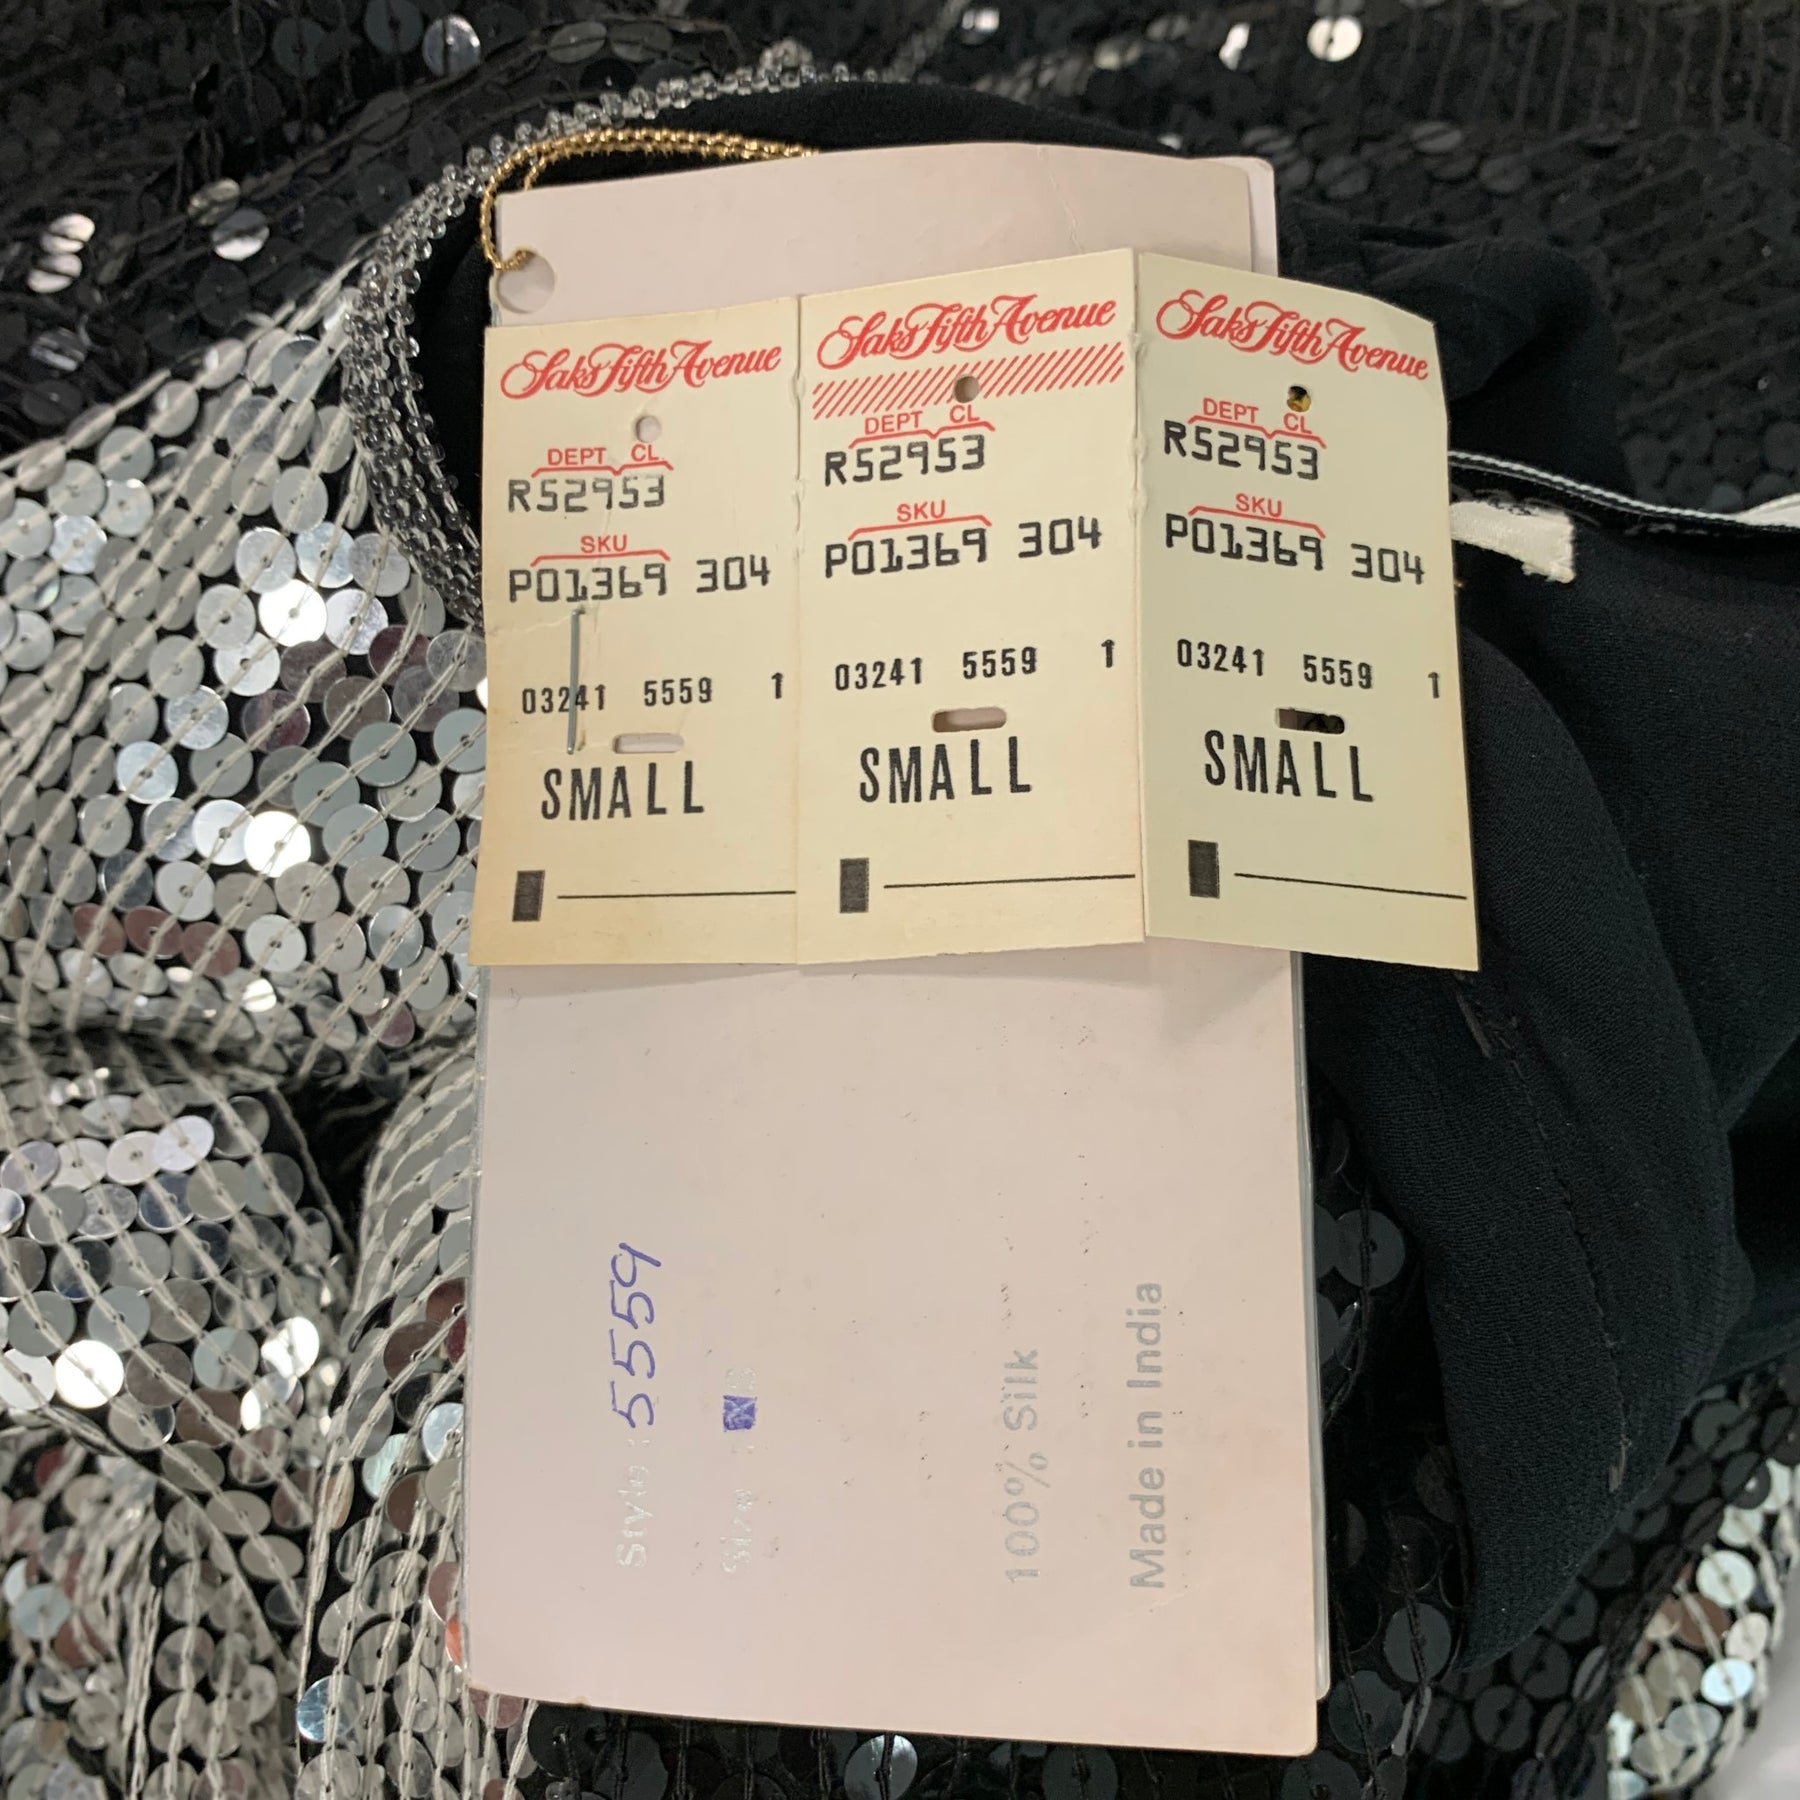 Saks Fifth Avenue
DEPT CL.
R52953
SKU
P01369 304
03241 5559 1
SMALL
Saks Fifth Avenue
DEPT CL
R52953
SKU
P01369 304
03241 5559 1
SMALL
Saks Fifth Avenue
DEPT CL
R52953
SKU
P01369 304
03241 5559 1
SMALL
Style : 5559
Size :
100% Silk
Made in India